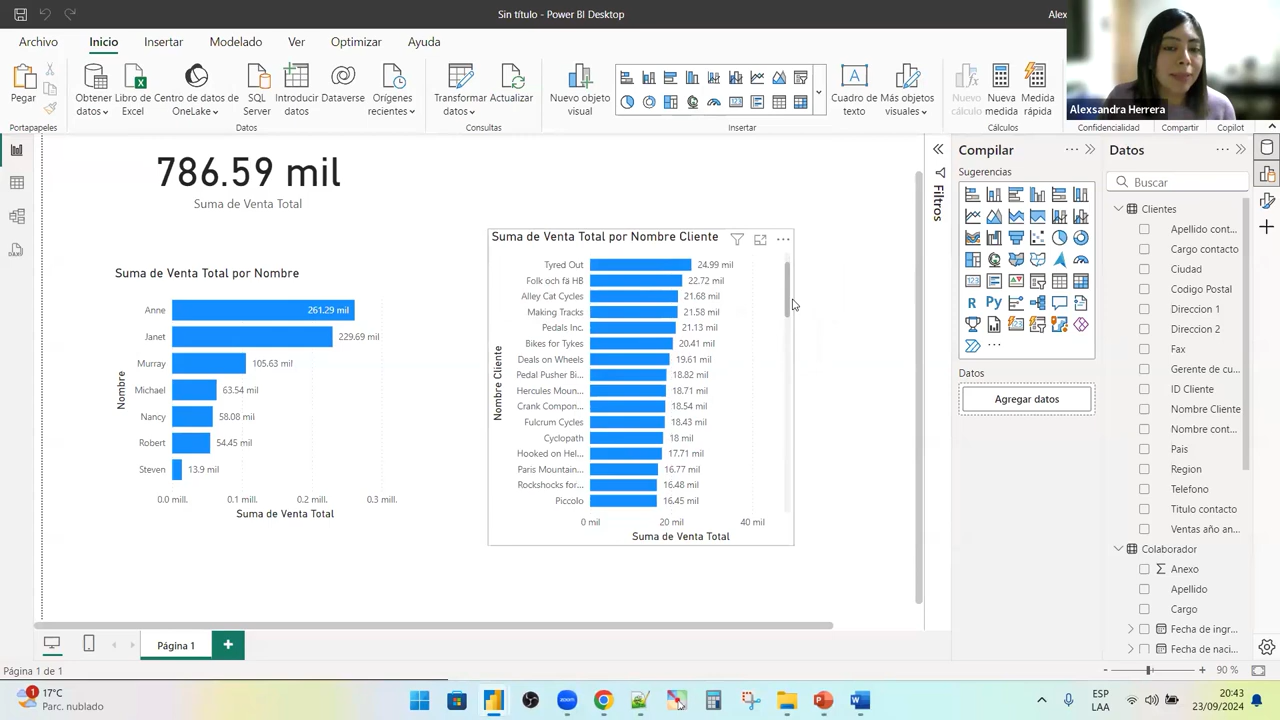 Sin título - Power BI Desktop
Alex
Archivo
Inicio
Insertar
Modelado
Ver
Optimizar
Ayuda
Pegar
Obtener datos
Libro de Excel
Centro de datos de OneLake
SQL Server
Introducir datos
Dataverse
Orígenes recientes
Transformar
Actualizar
Nuevo objeto visual
Cuadro de texto
Más objetos visuales
Nuevo cálculo
Nueva medida
Medida rápida
Alexsandra Herrera
Portapapeles
Datos
Consultas
Insertar
Cálculos
Confidencialidad
Compartir
Copilot
786.59 mil
Suma de Venta Total
Suma de Venta Total por Nombre
Nombre
Anne
261.29 mil
Janet
229.69 mil
Murray
105.63 mil
Michael
63.54 mil
Nancy
58.08 mil
Robert
54.45 mil
Steven
13.9 mil
0.0 mill.
0.1 mill.
0.2 mill.
0.3 mill.
Suma de Venta Total
Suma de Venta Total por Nombre Cliente
Nombre Cliente
Tyred Out
24.99 mil
Folk och fä HB
22.72 mil
Alley Cat Cycles
21.68 mil
Making Tracks
21.58 mil
Pedals Inc.
21.13 mil
Bikes for Tykes
20.41 mil
Deals on Wheels
19.61 mil
Pedal Pusher Bi...
18.82 mil
Hercules Moun...
18.71 mil
Crank Compon...
18.54 mil
Fulcrum Cycles
18.43 mil
Cyclopath
18 mil
Hooked on Hel...
17.71 mil
Paris Mountain...
16.77 mil
Rockshocks for...
16.48 mil
Piccolo
16.45 mil
0 mil
20 mil
40 mil
Suma de Venta Total
Filtros
Compilar
Sugerencias
R
Py
Datos
Agregar datos
Datos
Buscar
Clientes
Apellido cont...
Cargo contacto
Ciudad
Codigo Postal
Direccion 1
Direccion 2
Fax
Gerente de cu...
ID Cliente
Nombre Cliente
Nombre cont...
Pais
Region
Telefono
Titulo contacto
Ventas año an...
Colaborador
Anexo
Apellido
Cargo
Fecha de ingr...
Fecha de naci...
Página 1
Página 1 de 1
90 %
1
17°C
Parc. nublado
ESP
LAA
20:43
23/09/2024